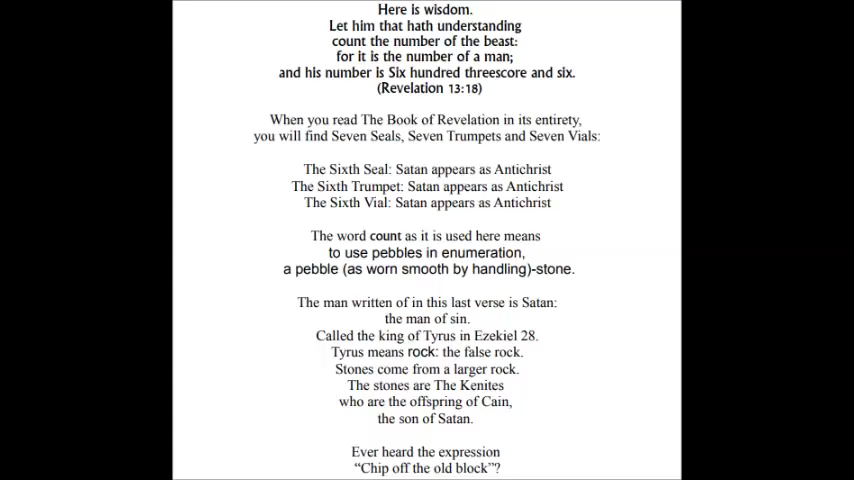 Here is wisdom.
Let him that hath understanding
count the number of the beast:
for it is the number of a man;
and his number is Six hundred threescore and six.
(Revelation 13:18)
When you read The Book of Revelation in its entirety,
you will find Seven Seals, Seven Trumpets and Seven Vials:
The Sixth Seal: Satan appears as Antichrist
The Sixth Trumpet: Satan appears as Antichrist
The Sixth Vial: Satan appears as Antichrist
The word count as it is used here means
to use pebbles in enumeration,
a pebble (as worn smooth by handling)-stone.
The man written of in this last verse is Satan:
the man of sin.
Called the king of Tyrus in Ezekiel 28.
Tyrus means rock: the false rock.
Stones come from a larger rock.
The stones are The Kenites
who are the offspring of Cain,
the son of Satan.
Ever heard the expression
“Chip off the old block”?